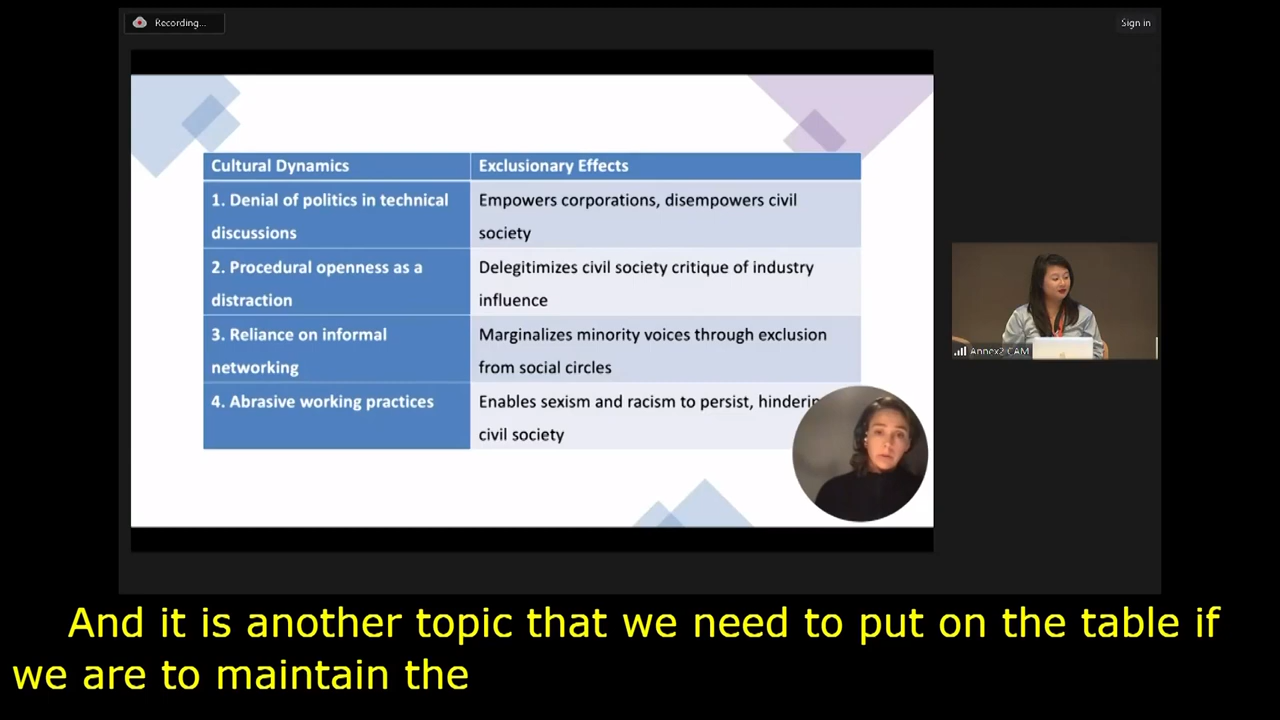 Recording...
Sign in
Cultural Dynamics
Exclusionary Effects
1. Denial of politics in technical
discussions
Empowers corporations, disempowers civil
society
2. Procedural openness as a
distraction
Delegitimizes civil society critique of industry
influence
3. Reliance on informal
networking
Marginalizes minority voices through exclusion
from social circles
4. Abrasive working practices
Enables sexism and racism to persist, hinderin
civil society
Annex2 CAM
And it is another topic that we need to put on the table if
we are to maintain the